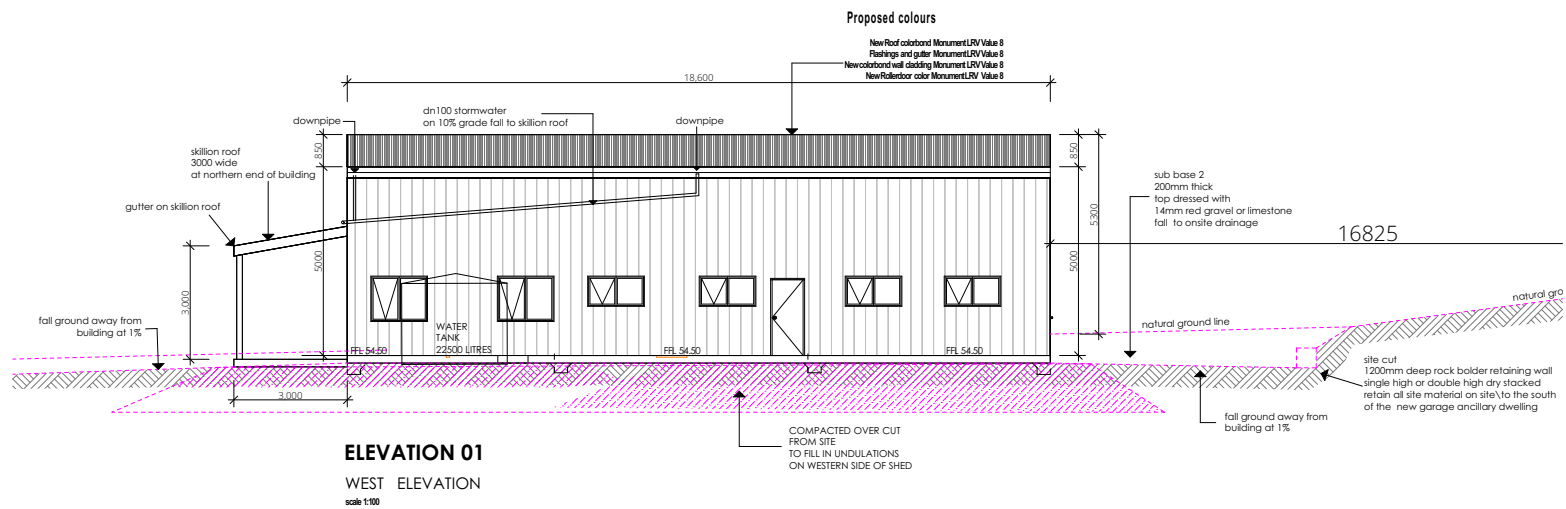 Proposed colours
New Roof colorbond Monument LRV Value 8
Flashings and gutter Monument LRV Value 8
New colorbond wall cladding Monument LRV Value 8
New Rollerdoor color Monument LRV Value 8
18,600
dn100 stormwater
on 10% grade fall to skillion roof
downpipe
downpipe
skillion roof
3000 wide
at northern end of building
gutter on skillion roof
850
5000
3,000
850
5000
5300
sub base 2
200mm thick
top dressed with
14mm red gravel or limestone
fall to onsite drainage
16825
natural gro
natural ground line
fall ground away from
building at 1%
WATER
TANK
22500 LITRES
FFL 54.50
FFL 54.50
FFL 54.50
3,000
site cut
1200mm deep rock bolder retaining wall
single high or double high dry stacked
retain all site material on site\to the south
of the new garage ancillary dwelling
fall ground away from
building at 1%
COMPACTED OVER CUT
FROM SITE
TO FILL IN UNDULATIONS
ON WESTERN SIDE OF SHED
ELEVATION 01
WEST ELEVATION
scale 1:100